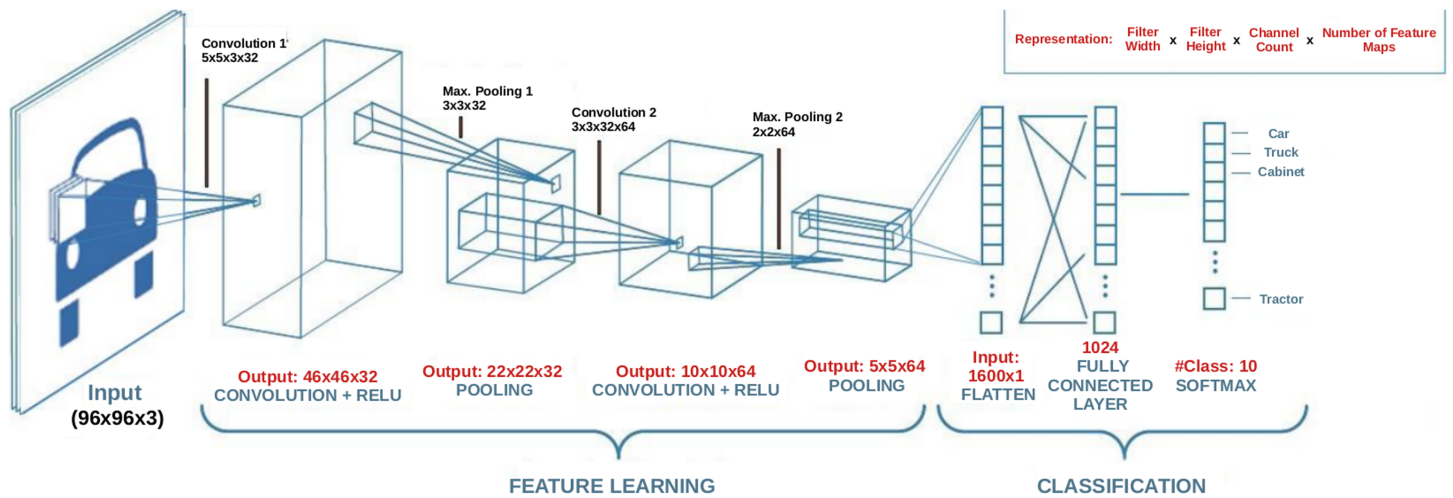 Representation: Filter Width x Filter Height x Channel Count x Number of Feature Maps
Convolution 1
5x5x3x32
Max. Pooling 1
3x3x32
Convolution 2
3x3x32x64
Max. Pooling 2
2x2x64
Car
Truck
Cabinet
Tractor
Input
(96x96x3)
Output: 46x46x32
CONVOLUTION + RELU
Output: 22x22x32
POOLING
Output: 10x10x64
CONVOLUTION + RELU
Output: 5x5x64
POOLING
Input:
1600x1
FLATTEN
1024
FULLY
CONNECTED
LAYER
#Class: 10
SOFTMAX
FEATURE LEARNING
CLASSIFICATION